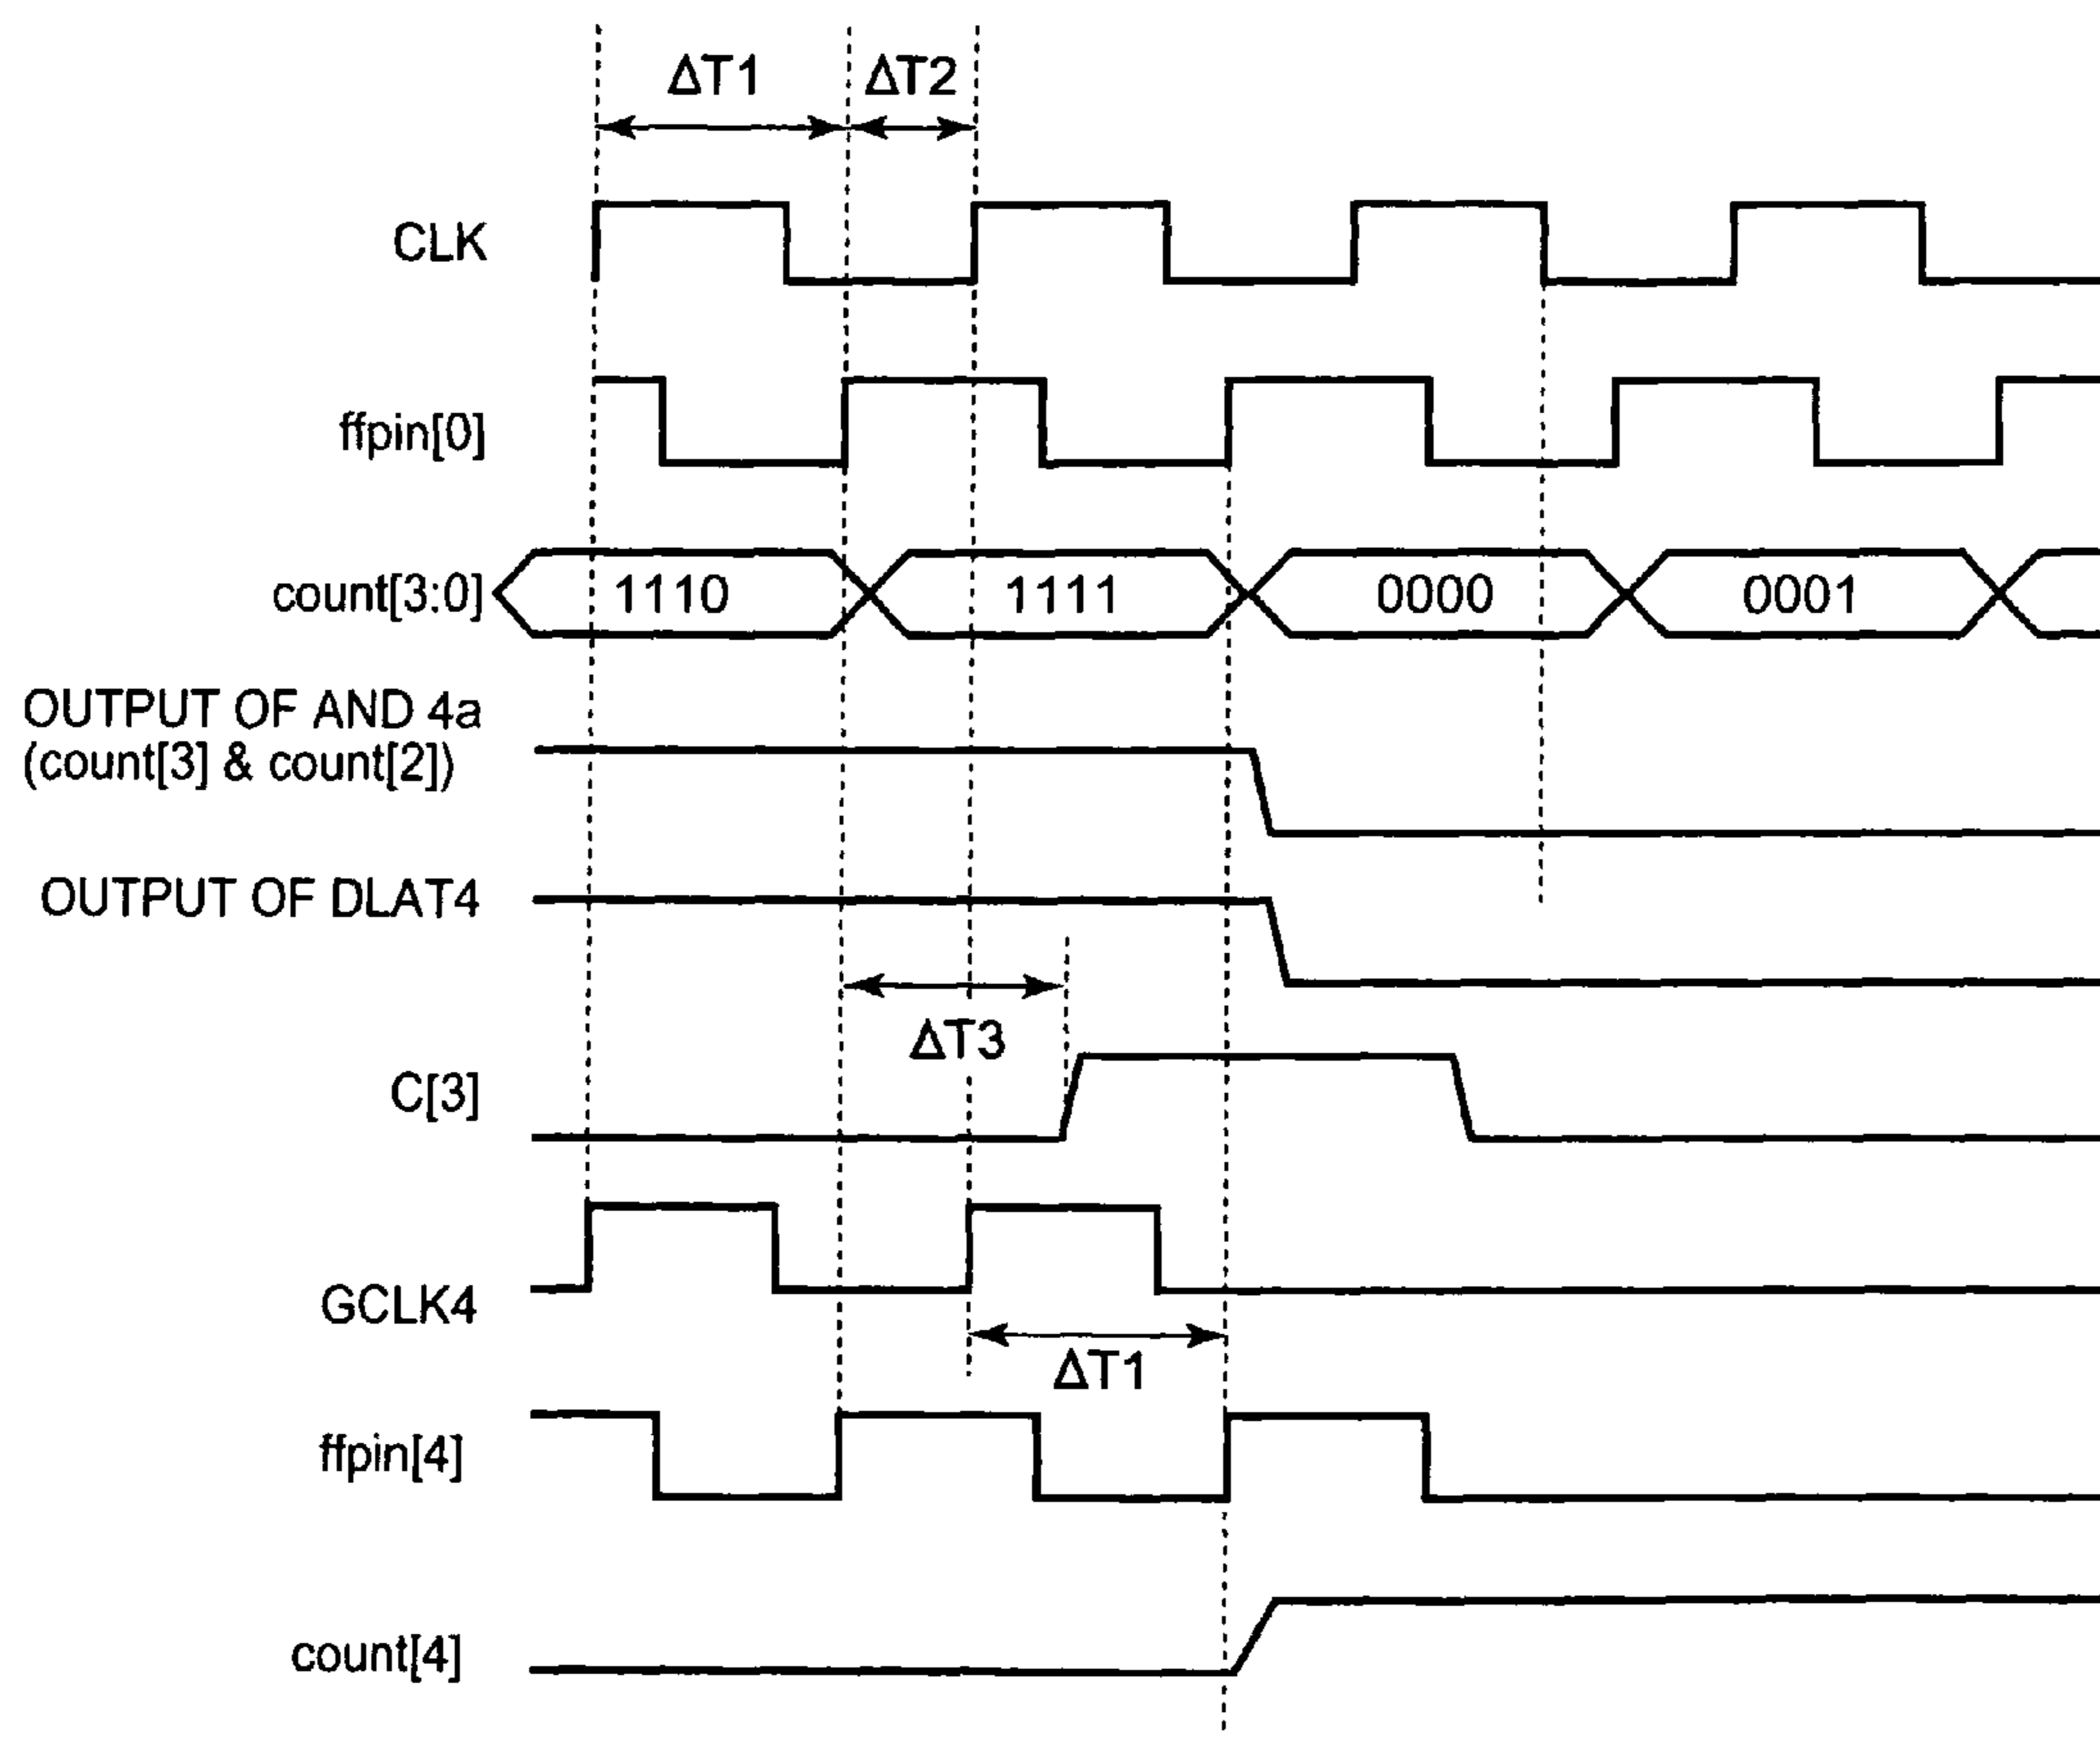 ΔT1 ΔT2
CLK
ffpin[0]
count[3:0] 1110 1111 0000 0001
OUTPUT OF AND 4a
(count[3] & count[2])
OUTPUT OF DLAT4
ΔT3
C[3]
GCLK4
ΔT1
ffpin[4]
count[4]